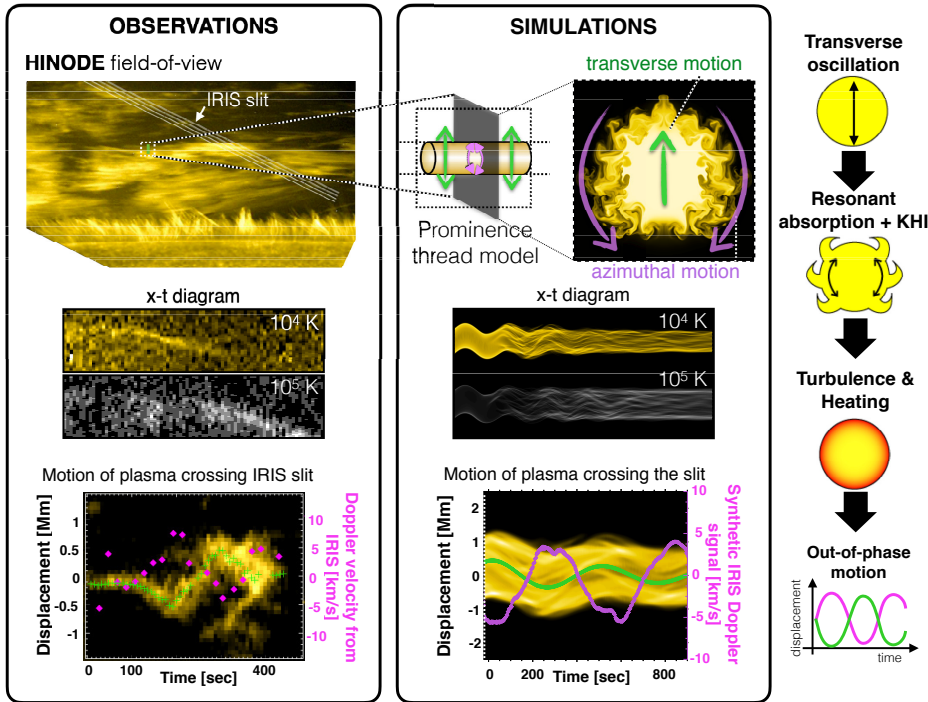 OBSERVATIONS
HINODE field-of-view
IRIS slit
x-t diagram
10⁴ K
10⁵ K
Motion of plasma crossing IRIS slit
Displacement [Mm]
1
0.5
0
-0.5
-1
10
5
0
-5
-10
Doppler velocity from
IRIS [km/s]
0
100
200
400
Time [sec]
SIMULATIONS
transverse motion
Prominence
thread model
azimuthal motion
x-t diagram
10⁴ K
10⁵ K
Motion of plasma crossing the slit
Displacement [Mm]
2
1
0
-1
-2
10
5
0
-5
-10
Synthetic IRIS Doppler
signal [km/s]
0
200
800
Time [sec]
Transverse
oscillation
Resonant
absorption + KHI
Turbulence &
Heating
Out-of-phase
motion
displacement
time